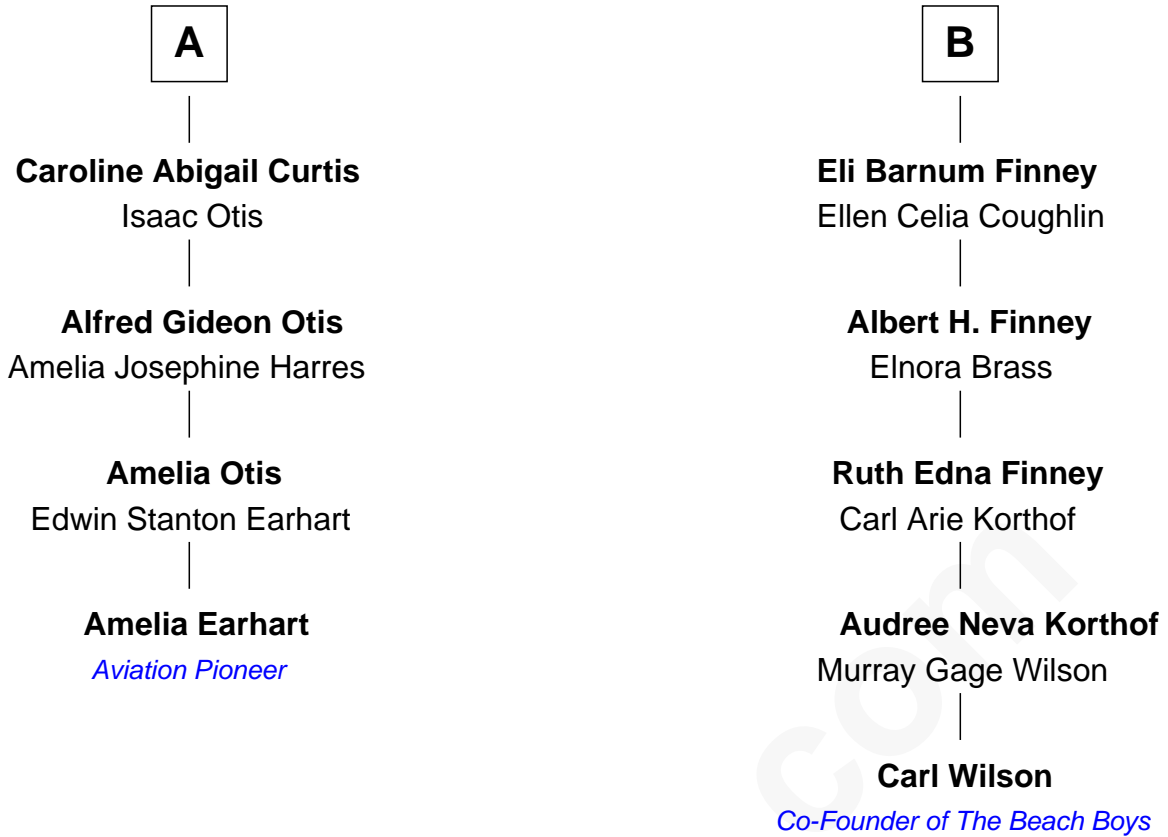 A
Caroline Abigail Curtis
Isaac Otis
Alfred Gideon Otis
Amelia Josephine Harres
Amelia Otis
Edwin Stanton Earhart
Amelia Earhart
Aviation Pioneer
B
Eli Barnum Finney
Ellen Celia Coughlin
Albert H. Finney
Elnora Brass
Ruth Edna Finney
Carl Arie Korthof
Audree Neva Korthof
Murray Gage Wilson
Carl Wilson
Co-Founder of The Beach Boys
com